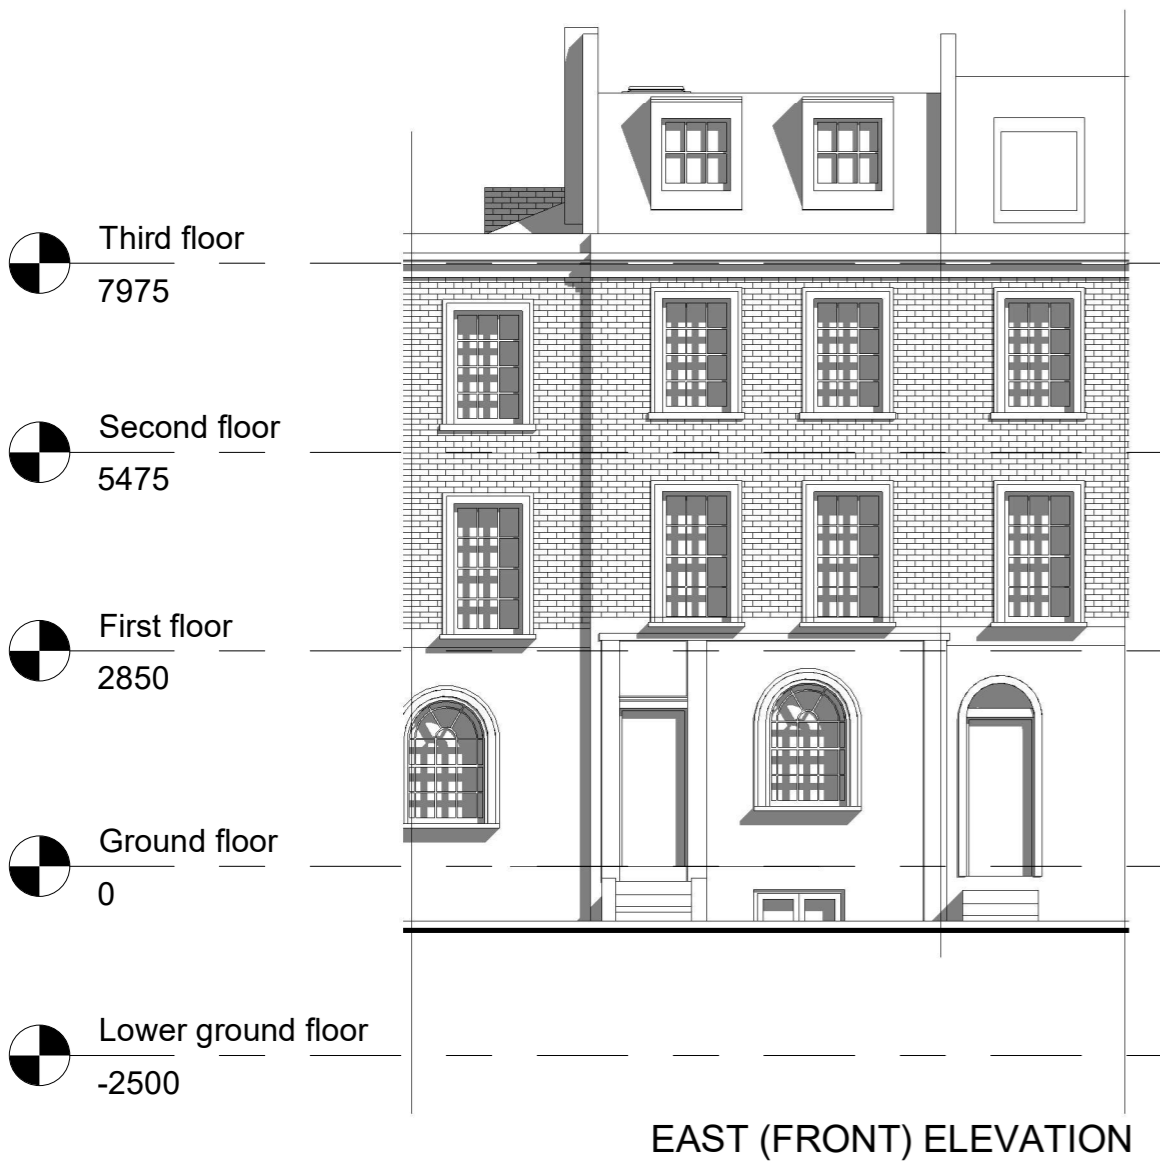 Third floor
7975
Second floor
5475
First floor
2850
Ground floor
0
Lower ground floor
-2500
EAST (FRONT) ELEVATION